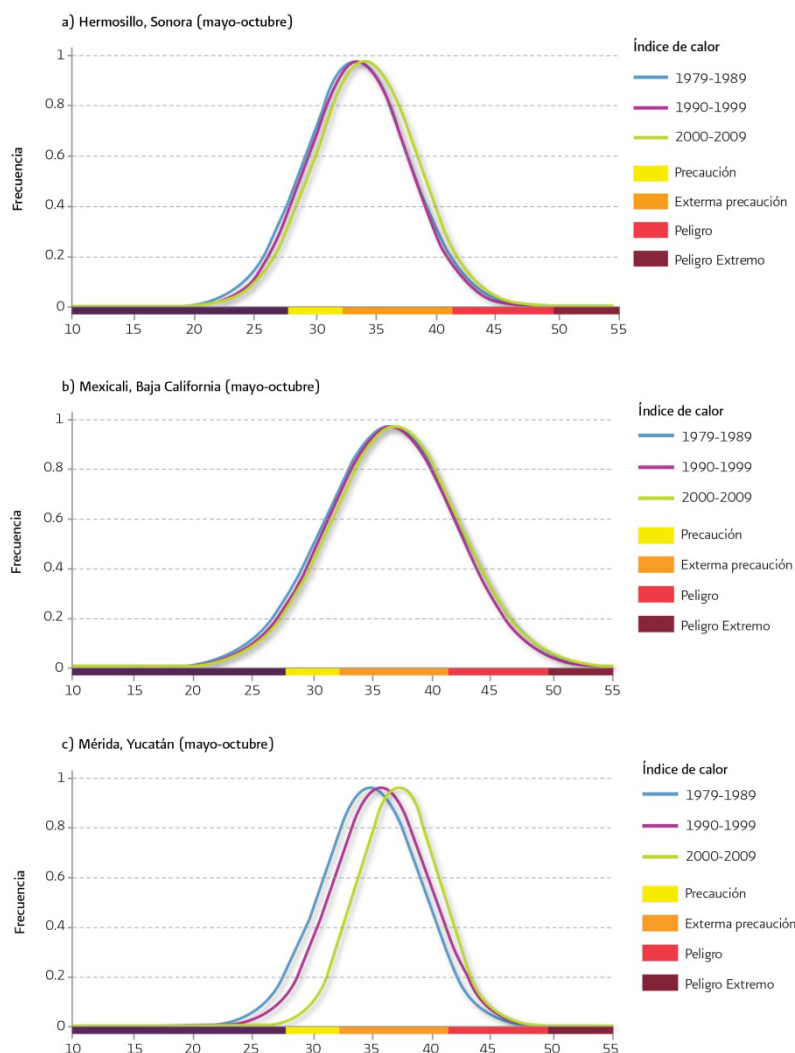 a) Hermosillo, Sonora (mayo-octubre)
Índice de calor
1979-1989
1990-1999
2000-2009
Precaución
Exterma precaución
Peligro
Peligro Extremo
Frecuencia
1
0.8
0.6
0.4
0.2
0
10 15 20 25 30 35 40 45 50 55
b) Mexicali, Baja California (mayo-octubre)
Índice de calor
1979-1989
1990-1999
2000-2009
Precaución
Exterma precaución
Peligro
Peligro Extremo
Frecuencia
1
0.8
0.6
0.4
0.2
0
10 15 20 25 30 35 40 45 50 55
c) Mérida, Yucatán (mayo-octubre)
Índice de calor
1979-1989
1990-1999
2000-2009
Precaución
Exterma precaución
Peligro
Peligro Extremo
Frecuencia
1
0.8
0.6
0.4
0.2
0
10 15 20 25 30 35 40 45 50 55